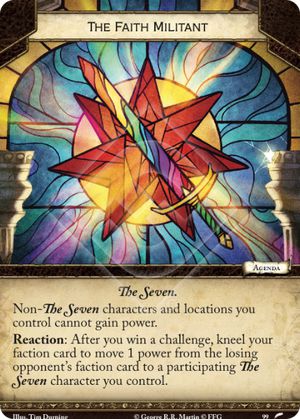 The Faith Militant
Agenda
The Seven.
Non-The Seven characters and locations you
control cannot gain power.
Reaction: After you win a challenge, kneel your
faction card to move 1 power from the losing
opponent's faction card to a participating The
Seven character you control.
Illus. Tim Durning © George R.R. Martin © FFG 99